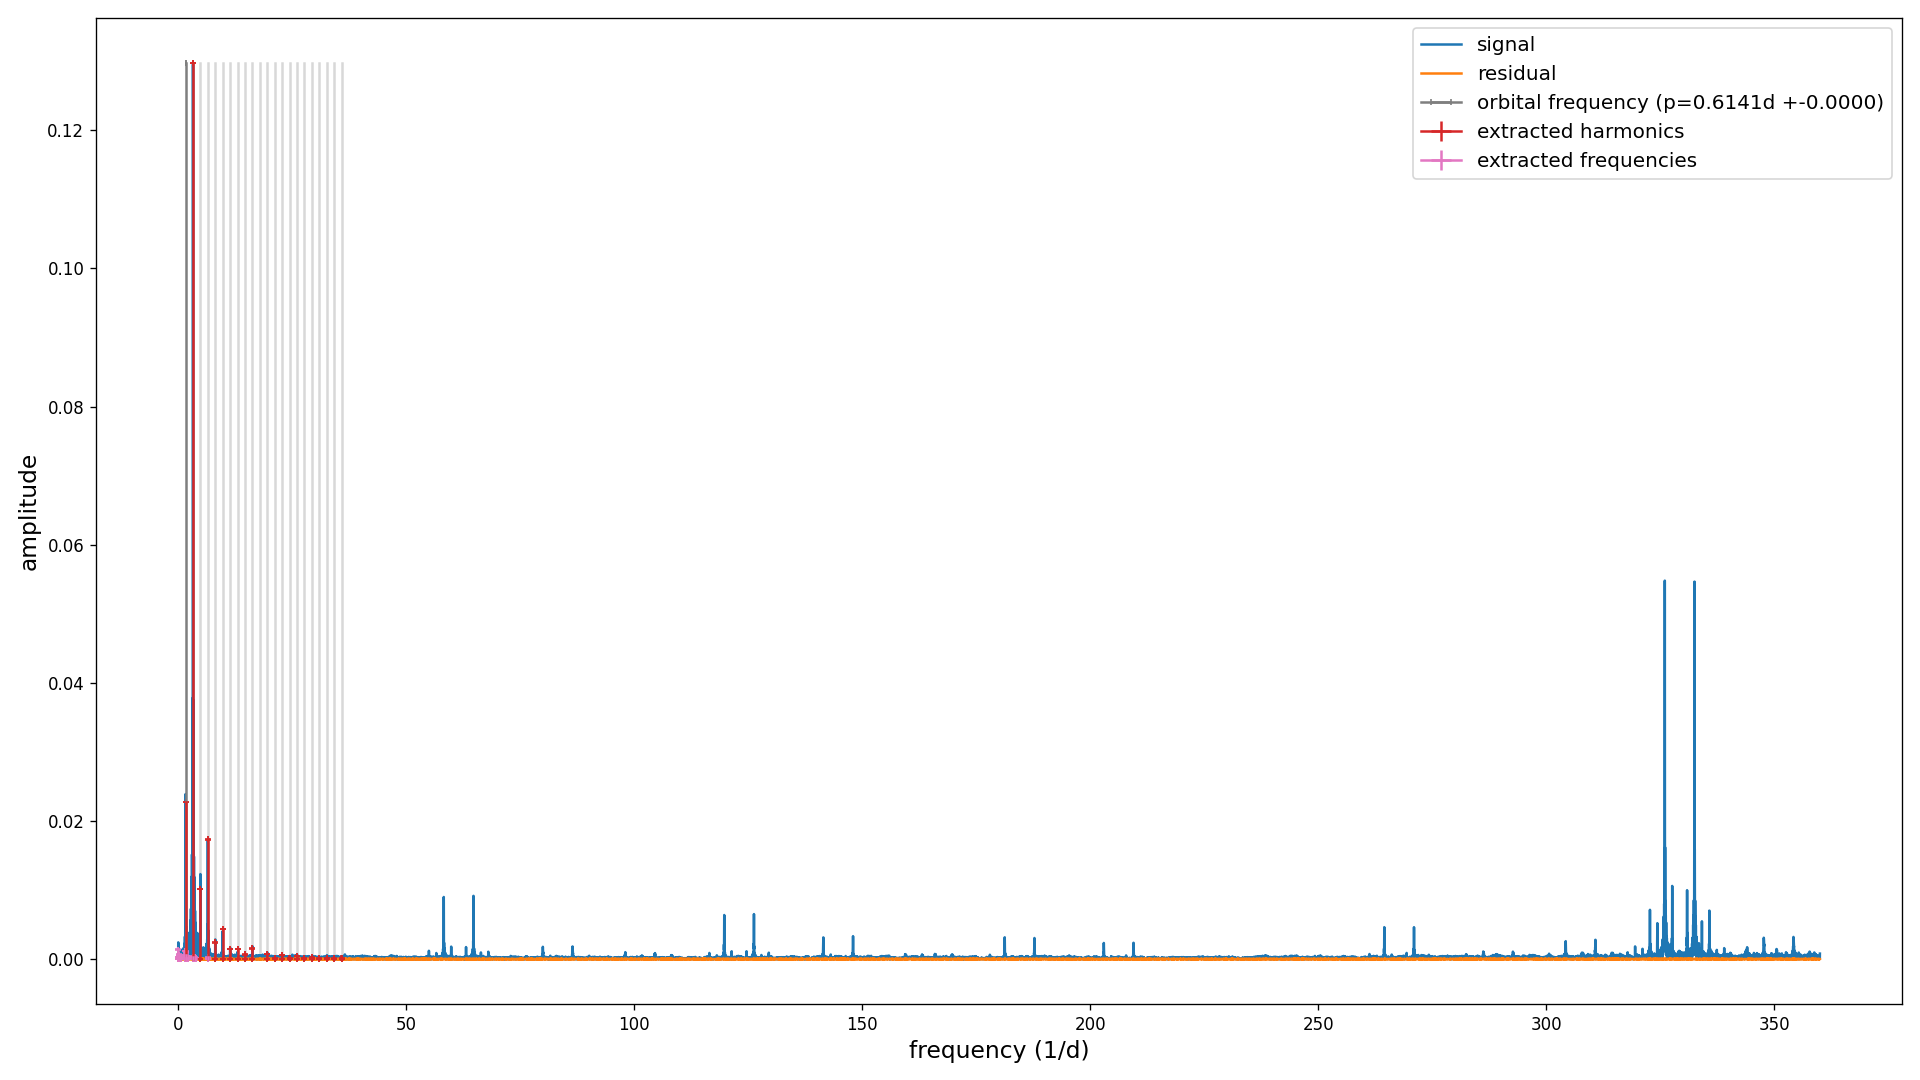 signal
residual
orbital frequency (p=0.6141d +-0.0000)
extracted harmonics
extracted frequencies
0.12
0.10
0.08
0.06
0.04
0.02
0.00
amplitude
0 50 100 150 200 250 300 350
frequency (1/d)